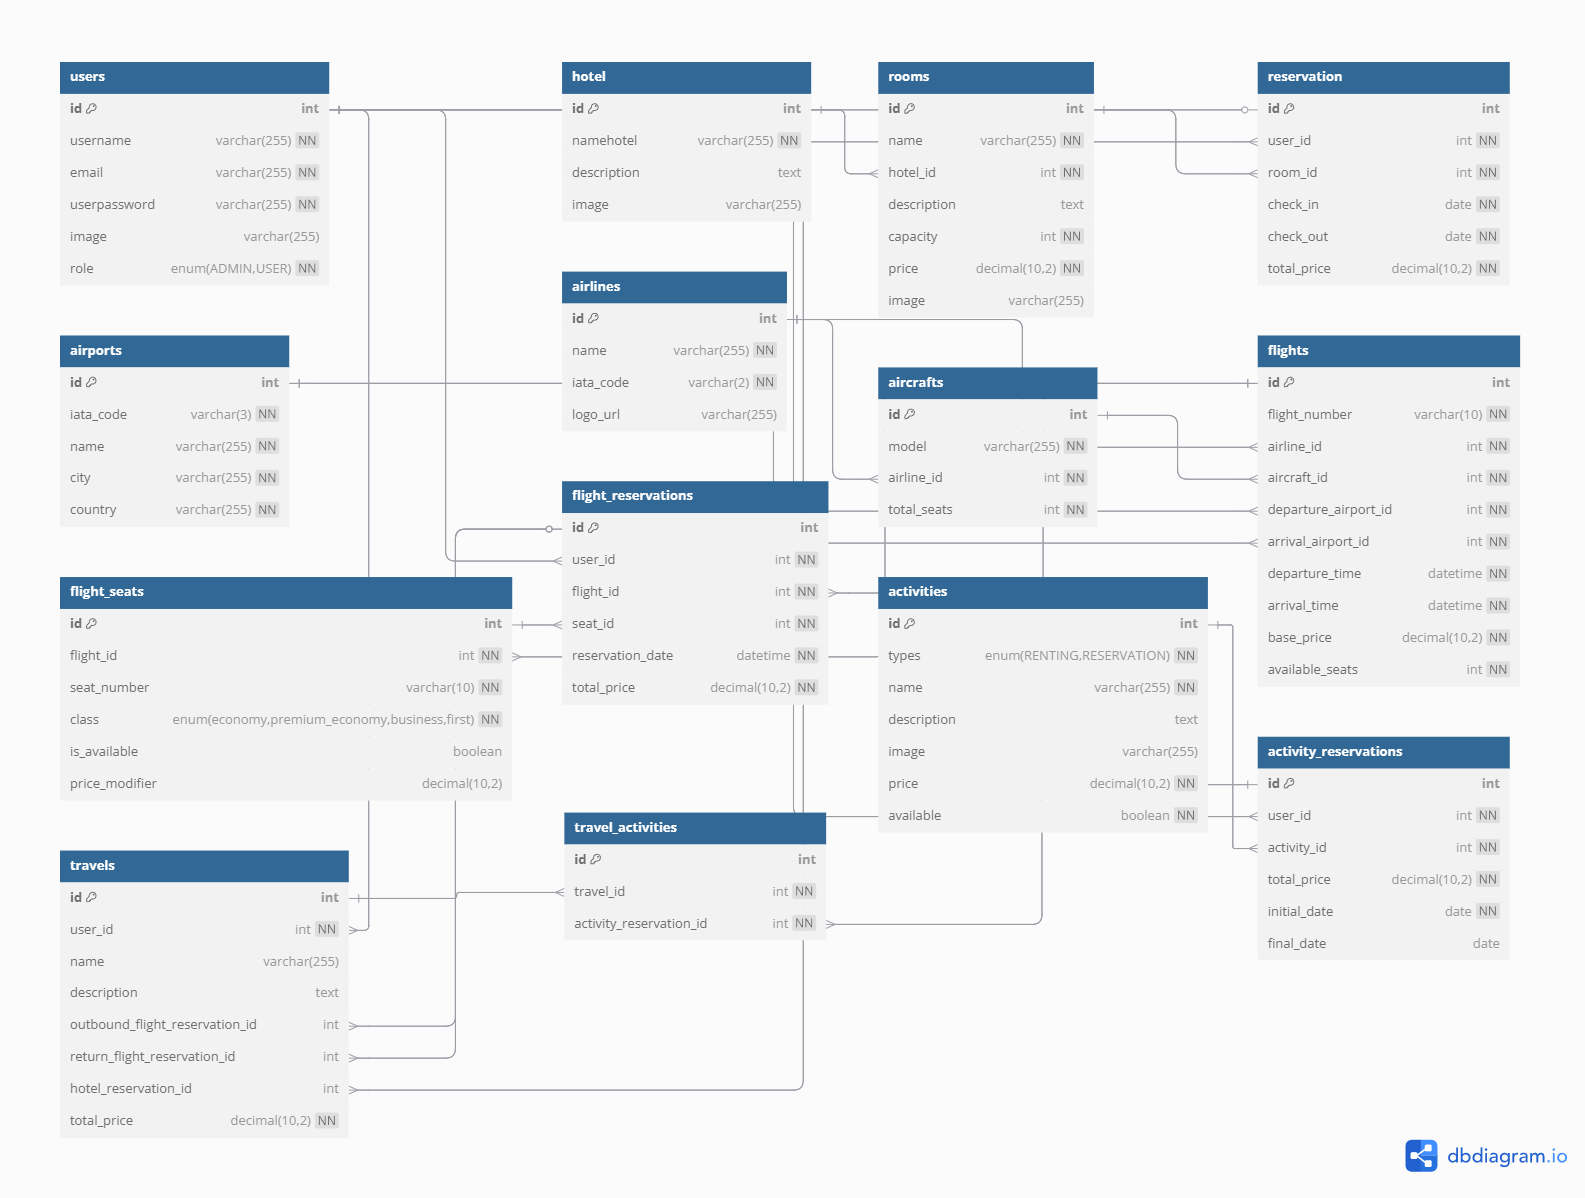 users
id int
username varchar(255) NN
email varchar(255) NN
userpassword varchar(255) NN
image varchar(255)
role enum(ADMIN,USER) NN
hotel
id int
namehotel varchar(255) NN
description text
image varchar(255)
rooms
id int
name varchar(255) NN
hotel_id int NN
description text
capacity int NN
price decimal(10,2) NN
image varchar(255)
reservation
id int
user_id int NN
room_id int NN
check_in date NN
check_out date NN
total_price decimal(10,2) NN
airports
id int
iata_code varchar(3) NN
name varchar(255) NN
city varchar(255) NN
country varchar(255) NN
airlines
id int
name varchar(255) NN
iata_code varchar(2) NN
logo_url varchar(255)
aircrafts
id int
model varchar(255) NN
airline_id int NN
total_seats int NN
flights
id int
flight_number varchar(10) NN
airline_id int NN
aircraft_id int NN
departure_airport_id int NN
arrival_airport_id int NN
departure_time datetime NN
arrival_time datetime NN
base_price decimal(10,2) NN
available_seats int NN
flight_reservations
id int
user_id int NN
flight_id int NN
seat_id int NN
reservation_date datetime NN
total_price decimal(10,2) NN
flight_seats
id int
flight_id int NN
seat_number varchar(10) NN
class enum(economy,premium_economy,business,first) NN
is_available boolean
price_modifier decimal(10,2)
activities
id int
types enum(RENTING,RESERVATION) NN
name varchar(255) NN
description text
image varchar(255)
price decimal(10,2) NN
available boolean NN
activity_reservations
id int
user_id int NN
activity_id int NN
total_price decimal(10,2) NN
initial_date date NN
final_date date
travel_activities
id int
travel_id int NN
activity_reservation_id int NN
travels
id int
user_id int NN
name varchar(255)
description text
outbound_flight_reservation_id int
return_flight_reservation_id int
hotel_reservation_id int
total_price decimal(10,2) NN
dbdiagram.io